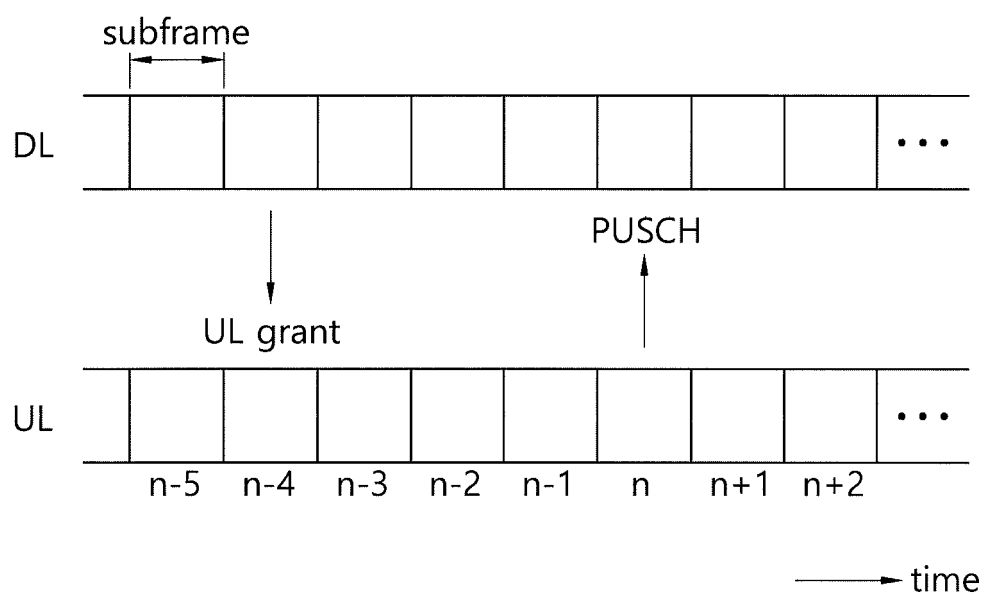 subframe
DL
• • •
PUSCH
UL grant
UL
• • •
n-5 n-4 n-3 n-2 n-1 n n+1 n+2
time